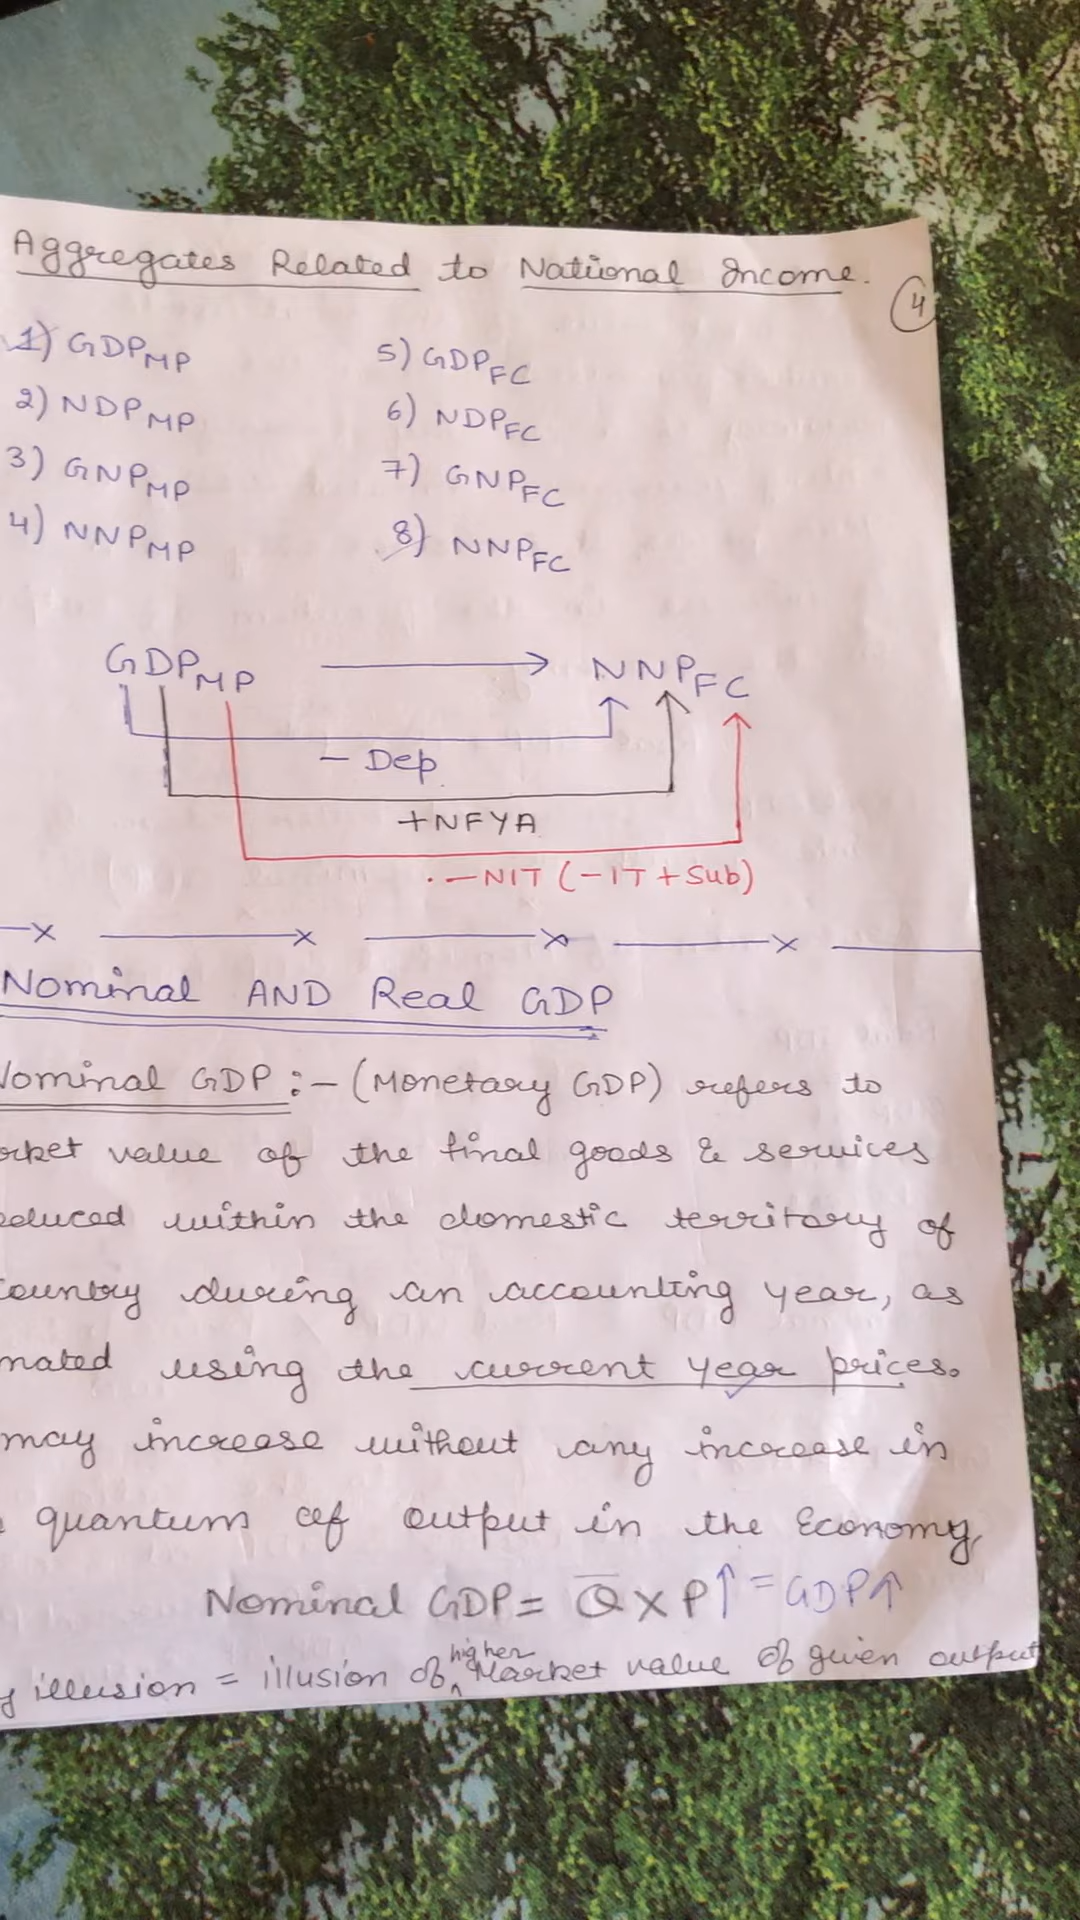 Aggregates Related to National Income.
4
1) GDPMP
5) GDPFC
2) NDPMP
6) NDPFC
3) GNPMP
7) GNPFC
4) NNPMP
8) NNPFC
GDPMP → NNPFC
- Dep
+NFYA
- NIT (-IT + Sub)
Nominal AND Real GDP
Nominal GDP :- (Monetary GDP) refers to
value of the final goods & services
within the domestic territory of
country during an accounting year, as
using the current year prices.
may increase without any increase in
quantum of output in the Economy,
Nominal GDP = Q̅ × P↑ = GDP↑
illusion = illusion of higher Market value of given output